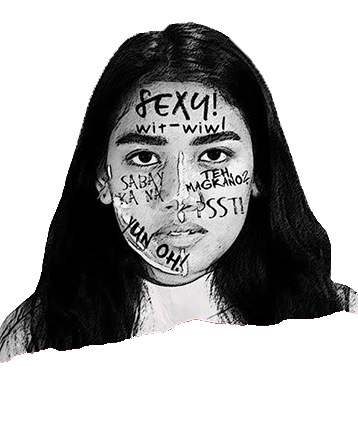 SEXY!
wit-wiw!
SABAY
KA NA
TEH,
MAGKANO?
PSST!
YUN OH!